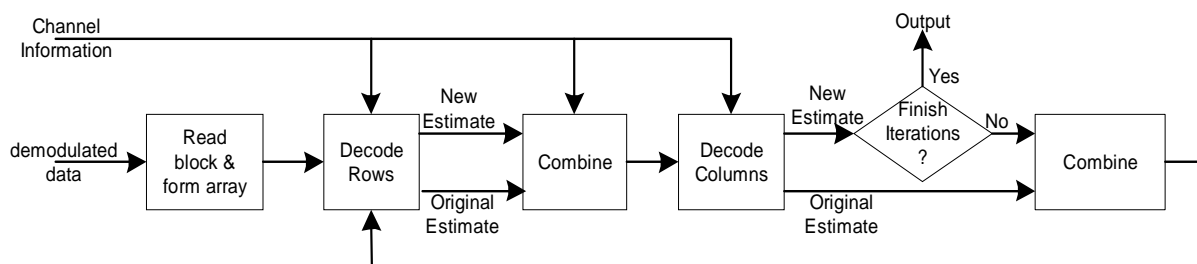 Channel
Information
demodulated
data
Read
block &
form array
Decode
Rows
New
Estimate
Original
Estimate
Combine
Decode
Columns
New
Estimate
Original
Estimate
Output
Yes
Finish
Iterations
?
No
Combine